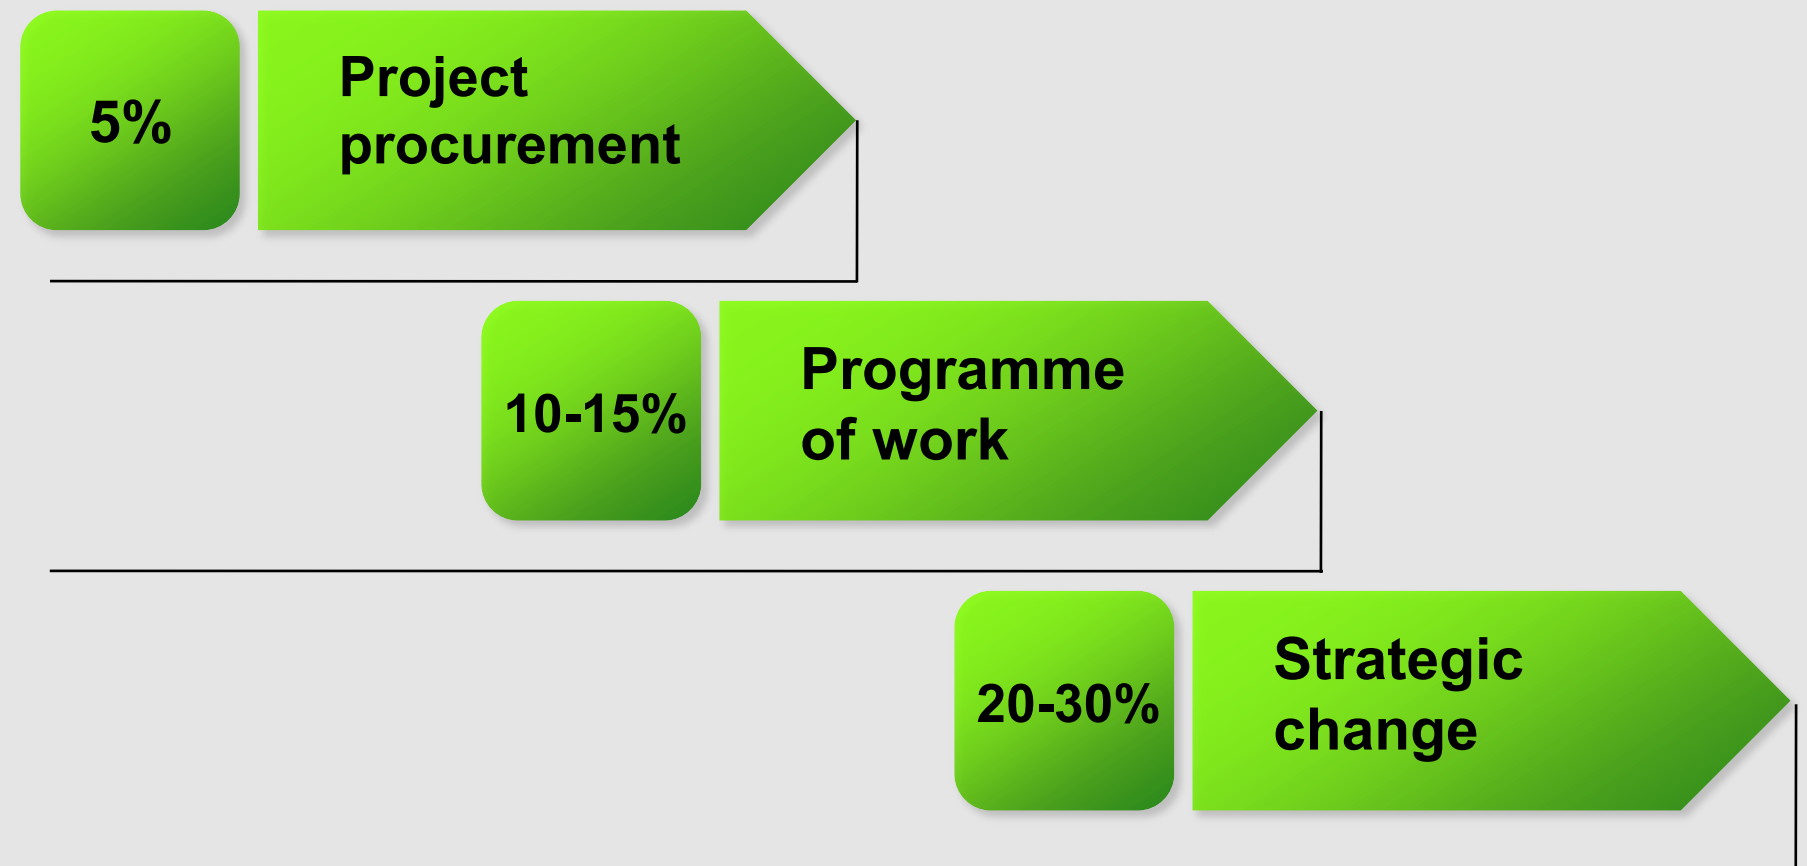 5%
Project
procurement
10-15%
Programme
of work
20-30%
Strategic
change